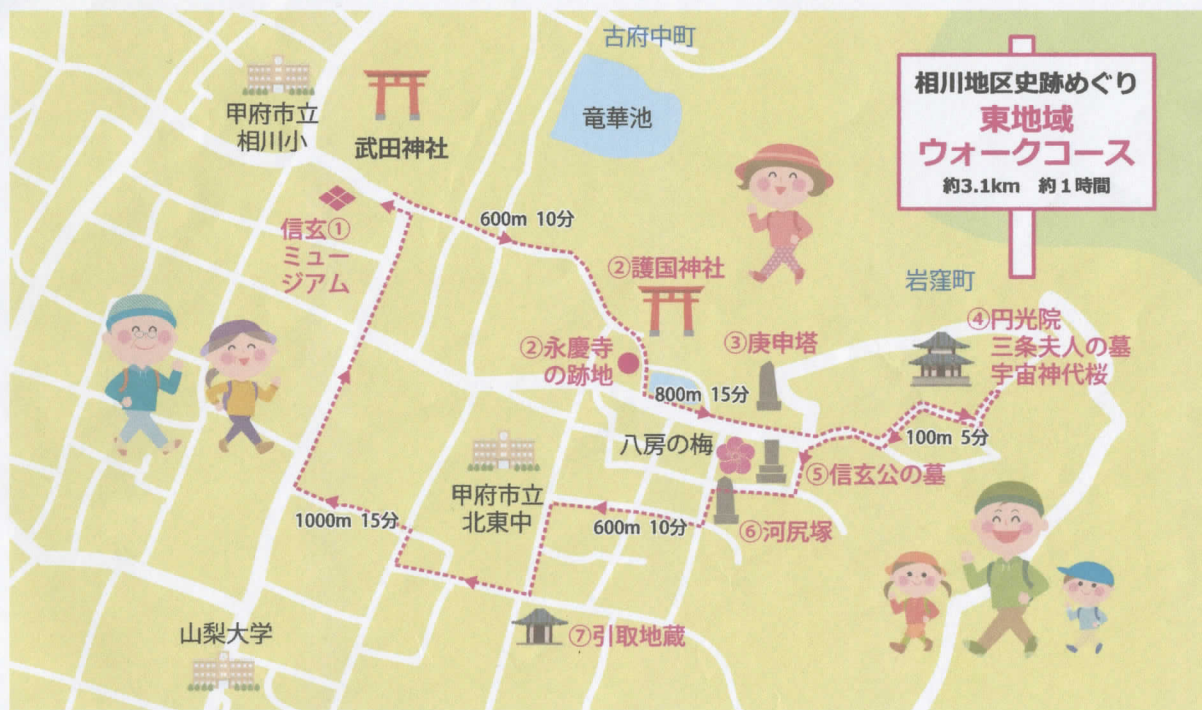 古府中町
相川地区史跡めぐり
東地域
ウォークコース
約3.1km 約1時間
甲府市立
相川小
武田神社
竜華池
信玄①
ミュー
ジアム
600m 10分
②護国神社
岩窪町
②永慶寺
の跡地
③庚申塔
④円光院
三条夫人の墓
宇宙神代桜
800m 15分
100m 5分
八房の梅
⑤信玄公の墓
甲府市立
北東中
1000m 15分
600m 10分
⑥河尻塚
山梨大学
⑦引取地蔵